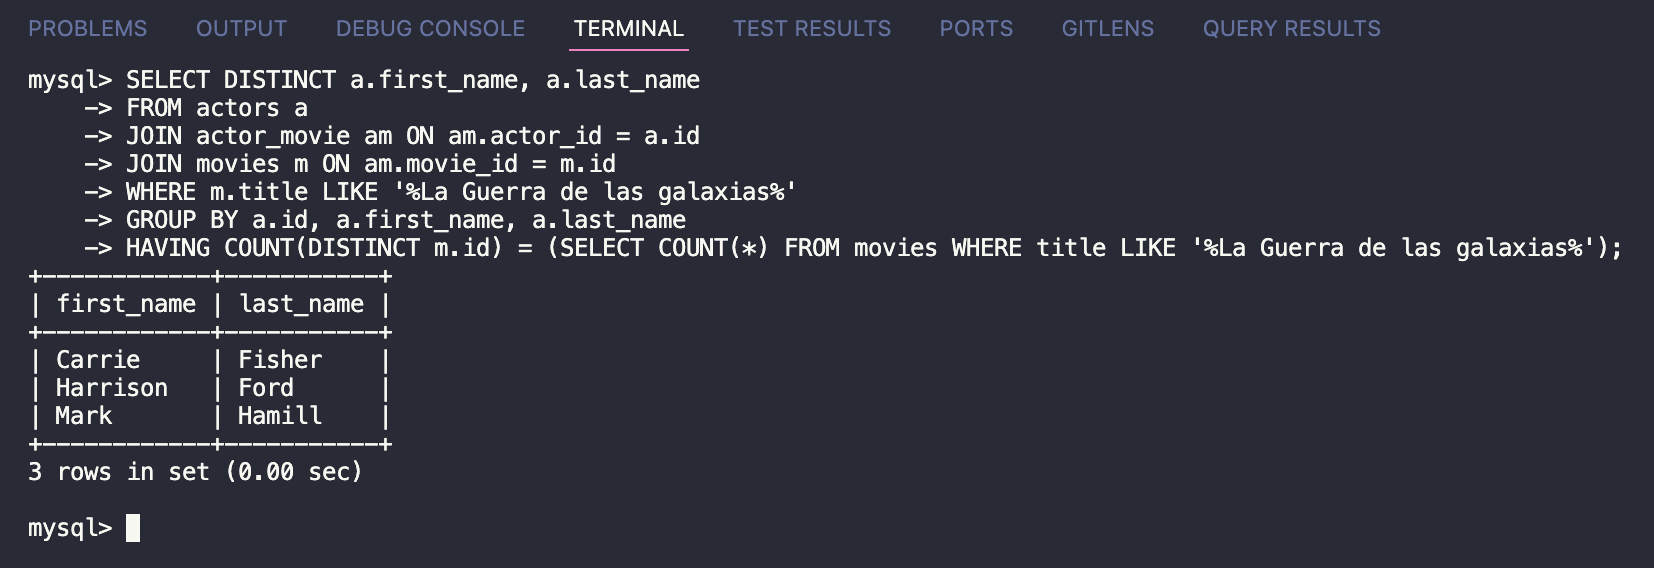 PROBLEMS OUTPUT DEBUG CONSOLE TERMINAL TEST RESULTS PORTS GITLENS QUERY RESULTS
mysql> SELECT DISTINCT a.first_name, a.last_name
    -> FROM actors a
    -> JOIN actor_movie am ON am.actor_id = a.id
    -> JOIN movies m ON am.movie_id = m.id
    -> WHERE m.title LIKE '%La Guerra de las galaxias%'
    -> GROUP BY a.id, a.first_name, a.last_name
    -> HAVING COUNT(DISTINCT m.id) = (SELECT COUNT(*) FROM movies WHERE title LIKE '%La Guerra de las galaxias%');
+------------+-----------+
| first_name | last_name |
+------------+-----------+
| Carrie     | Fisher    |
| Harrison   | Ford      |
| Mark       | Hamill    |
+------------+-----------+
3 rows in set (0.00 sec)
mysql>